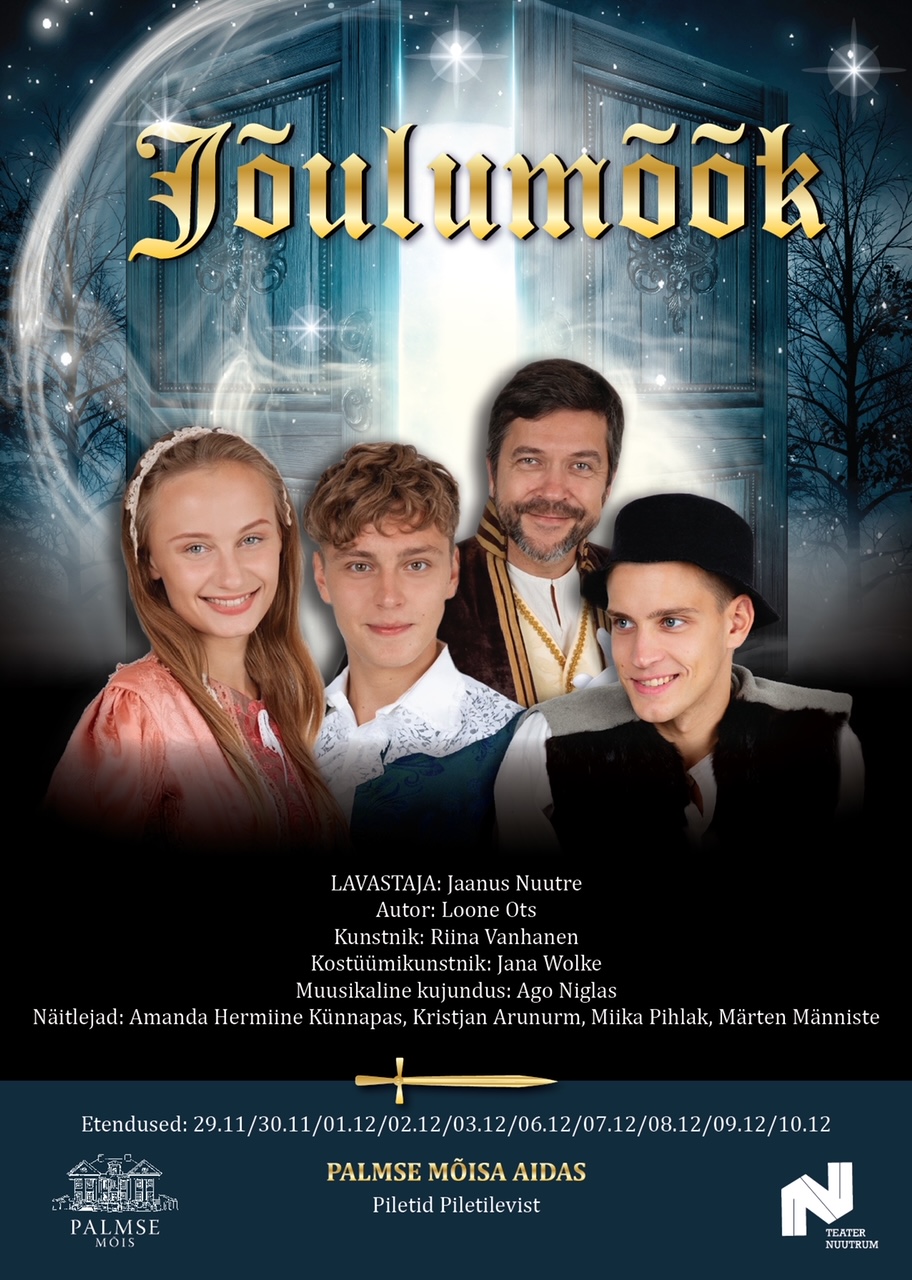 Jõulumõõk
LAVASTAJA: Jaanus Nuutre
Autor: Loone Ots
Kunstnik: Riina Vanhanen
Kostüümikunstnik: Jana Wolke
Muusikaline kujundus: Ago Niglas
Näitlejad: Amanda Hermiine Künnapas, Kristjan Arunurm, Miika Pihlak, Märten Männiste
Etendused: 29.11/30.11/01.12/02.12/03.12/06.12/07.12/08.12/09.12/10.12
PALMSE MÕISA AIDAS
Piletid Piletilevist
PALMSE
MÕIS
TEATER
NUUTRUM